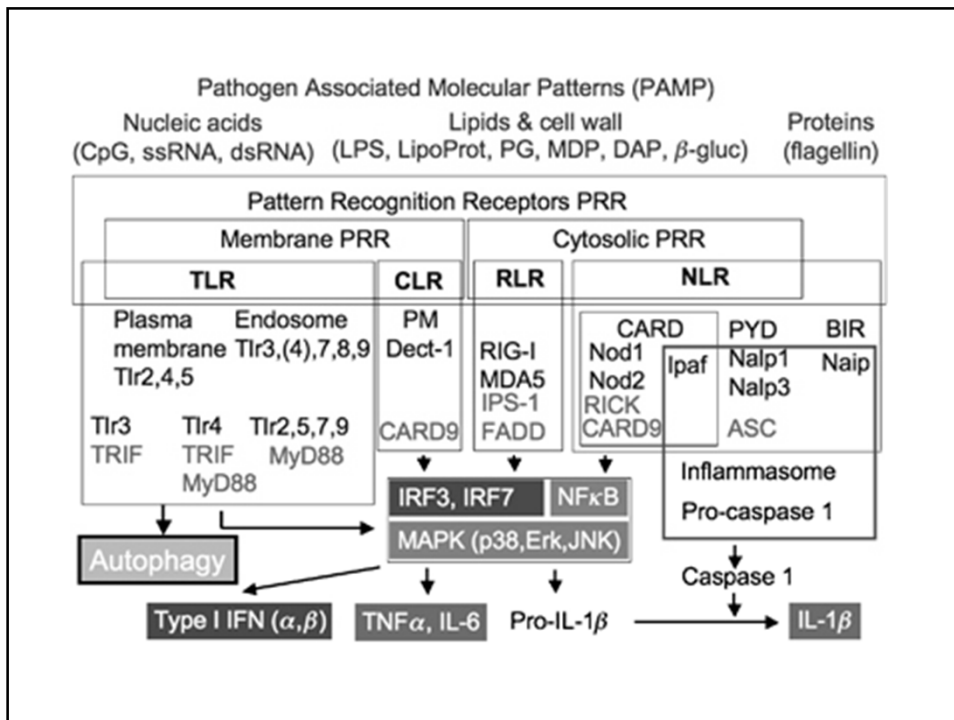 Pathogen Associated Molecular Patterns (PAMP)
Nucleic acids
(CpG, ssRNA, dsRNA)
Lipids & cell wall
(LPS, LipoProt, PG, MDP, DAP, β-gluc)
Proteins
(flagellin)
Pattern Recognition Receptors PRR
Membrane PRR
Cytosolic PRR
TLR
CLR
RLR
NLR
Plasma
membrane
Tlr2,4,5
Endosome
Tlr3,(4),7,8,9
Tlr3
TRIF
Tlr4
TRIF
MyD88
Tlr2,5,7,9
MyD88
PM
Dect-1
CARD9
RIG-I
MDA5
IPS-1
FADD
CARD
Nod1
Nod2
RICK
CARD9
Ipaf
PYD
Nalp1
Nalp3
ASC
BIR
Naip
Inflammasome
Pro-caspase 1
IRF3, IRF7
NFκB
MAPK (p38,Erk,JNK)
Autophagy
Caspase 1
Type I IFN (α,β)
TNFα, IL-6
Pro-IL-1β
IL-1β